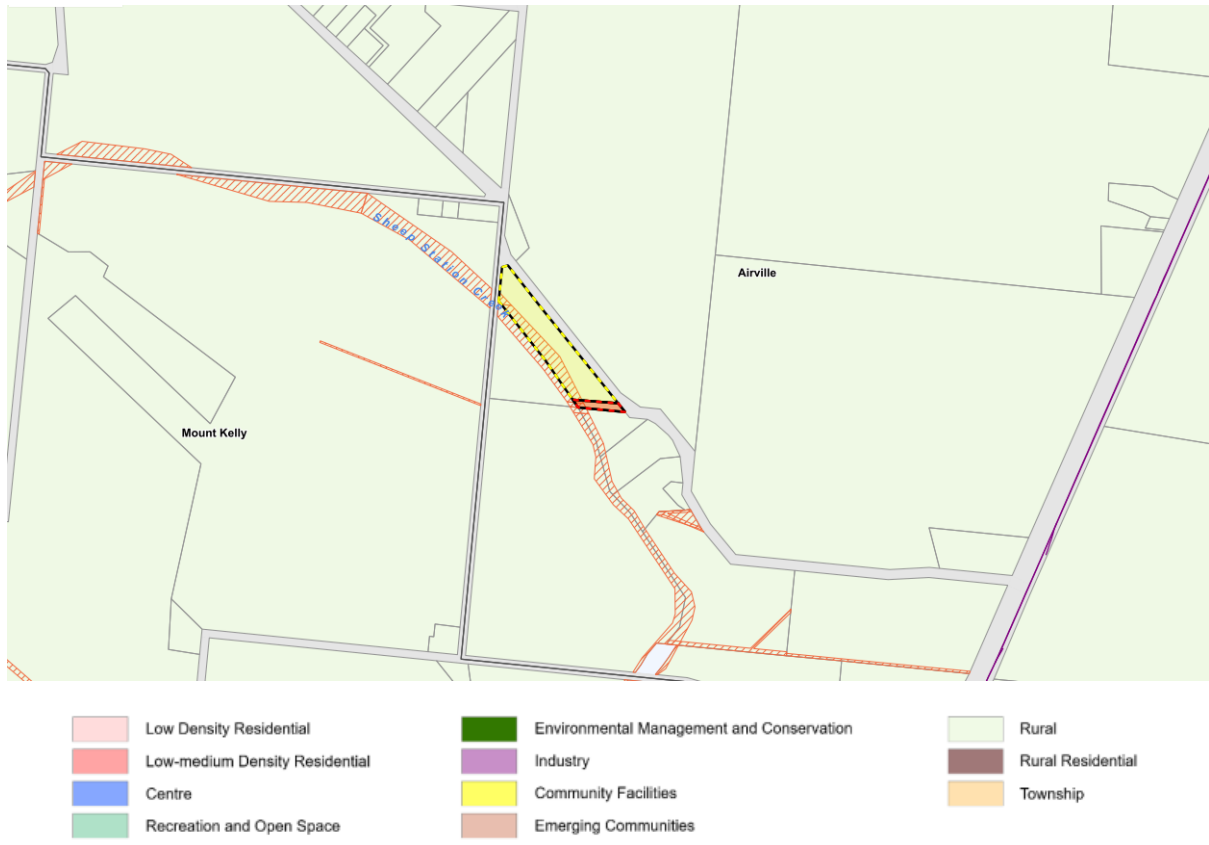 Sheep Station Creek
Airville
Mount Kelly
Low Density Residential
Low-medium Density Residential
Centre
Recreation and Open Space
Environmental Management and Conservation
Industry
Community Facilities
Emerging Communities
Rural
Rural Residential
Township